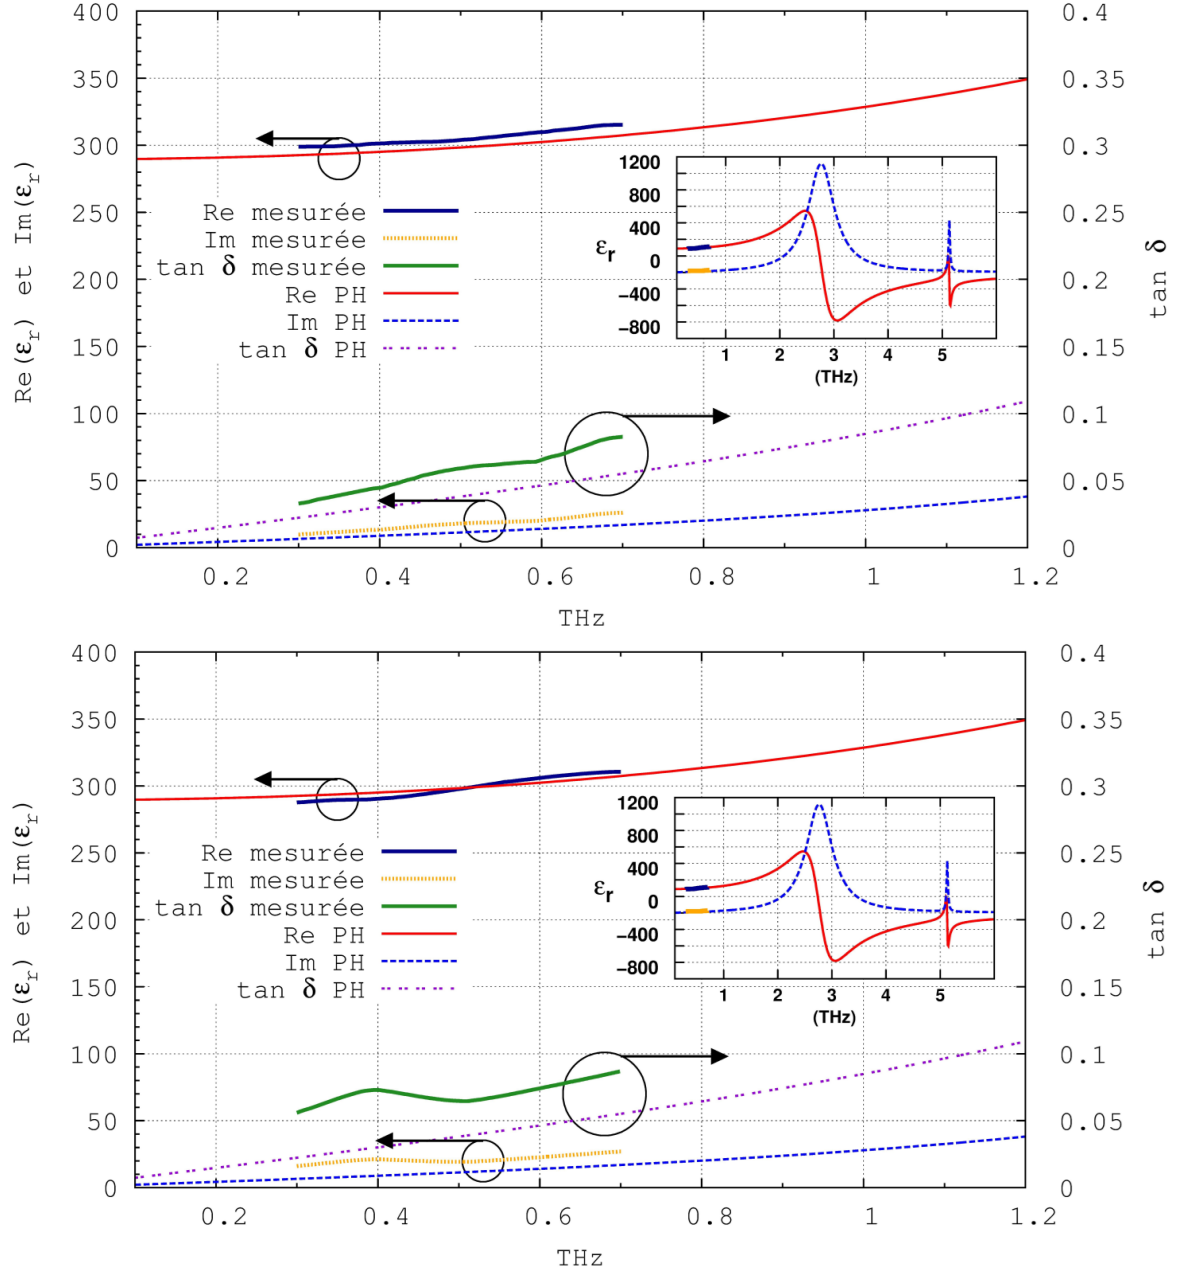 400
350
300
250
200
150
100
50
0
Re(εr) et Im(εr)
0.4
0.35
0.3
0.25
0.2
0.15
0.1
0.05
0
tan δ
Re mesurée
Im mesurée
tan δ mesurée
Re PH
Im PH
tan δ PH
1200
800
400
0
−400
−800
εr
1 2 3 4 5
(THz)
0.2 0.4 0.6 0.8 1 1.2
THz
400
350
300
250
200
150
100
50
0
Re(εr) et Im(εr)
0.4
0.35
0.3
0.25
0.2
0.15
0.1
0.05
0
tan δ
Re mesurée
Im mesurée
tan δ mesurée
Re PH
Im PH
tan δ PH
1200
800
400
0
−400
−800
εr
1 2 3 4 5
(THz)
0.2 0.4 0.6 0.8 1 1.2
THz